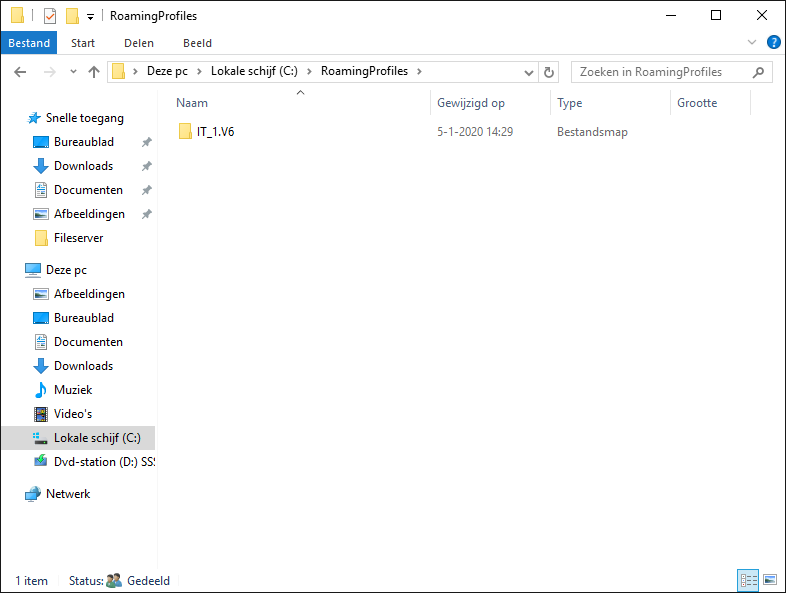 RoamingProfiles
Bestand Start Delen Beeld
Deze pc Lokale schijf (C:) RoamingProfiles Zoeken in RoamingProfiles
Naam Gewijzigd op Type Grootte
IT_1.V6 5-1-2020 14:29 Bestandsmap
Snelle toegang
Bureaublad
Downloads
Documenten
Afbeeldingen
Fileserver
Deze pc
Afbeeldingen
Bureaublad
Documenten
Downloads
Muziek
Video's
Lokale schijf (C:)
Dvd-station (D:) SS
Netwerk
1 item Status: Gedeeld